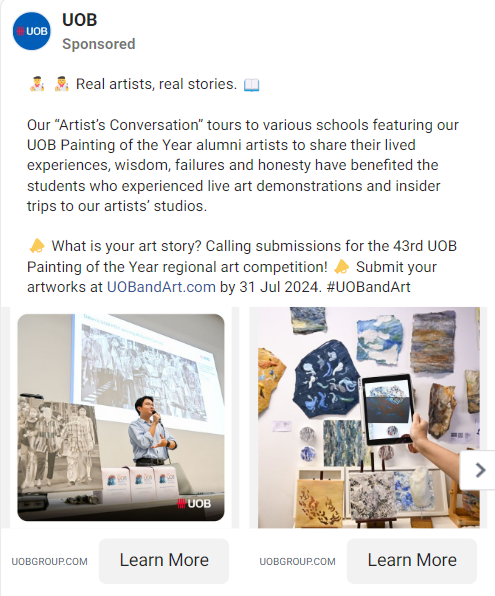 UOB
UOB
Sponsored
👨‍🎨 👨‍🎨 Real artists, real stories. 📖
Our “Artist’s Conversation” tours to various schools featuring our
UOB Painting of the Year alumni artists to share their lived
experiences, wisdom, failures and honesty have benefited the
students who experienced live art demonstrations and insider
trips to our artists’ studios.
📣 What is your art story? Calling submissions for the 43rd UOB
Painting of the Year regional art competition! 📣 Submit your
artworks at UOBandArt.com by 31 Jul 2024. #UOBandArt
UOB
UOBGROUP.COM
Learn More
UOBGROUP.COM
Learn More